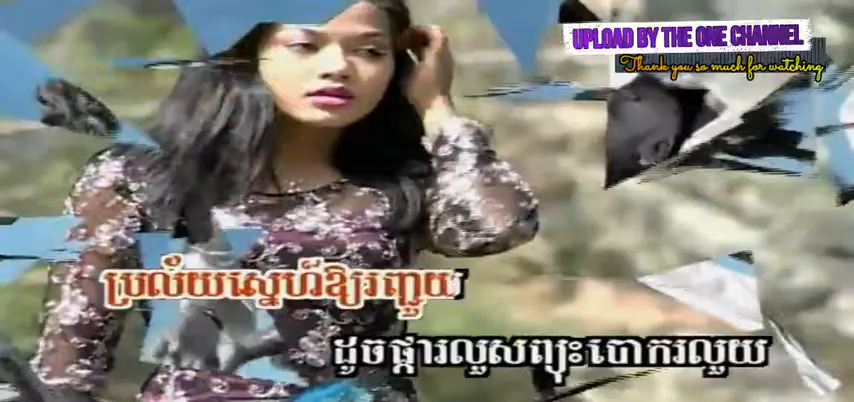 UPLOAD BY THE ONE CHANNEL
Thank you so much for watching
ប្រល័យស្នេហ៍ឱ្យរញ្ជួយ
ដូចផ្ការលួសព្យុះបោករលួយ